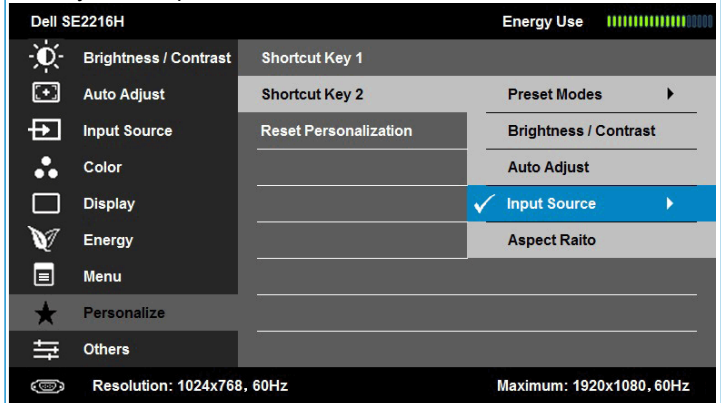 Dell SE2216H Energy Use
Brightness / Contrast Shortcut Key 1
Auto Adjust Shortcut Key 2 Preset Modes
Input Source Reset Personalization Brightness / Contrast
Color Auto Adjust
Display Input Source
Energy Aspect Raito
Menu
Personalize
Others
Resolution: 1024x768, 60Hz Maximum: 1920x1080, 60Hz